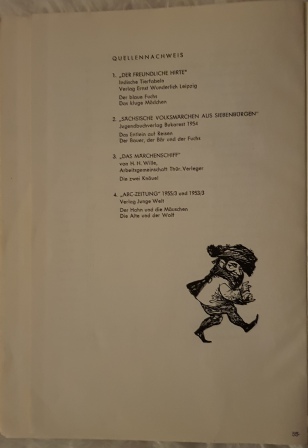 QUELLENNACHWEIS
1. „DER FREUNDLICHE HIRTE"
Indische Tierfabeln
Verlag Ernst Wunderlich Leipzig
Der blaue Fuchs
Das kluge Mädchen
2. „SÄCHSISCHE VOLKSMÄRCHEN AUS SIEBENBÜRGEN"
Jugendbuchverlag Bukarest 1954
Das Entlein auf Reisen
Der Bauer, der Bär und der Fuchs
3. „DAS MÄRCHENSCHIFF"
von H. H. Wille,
Arbeitsgemeinschaft Thür. Verleger
Die zwei Knäuel
4. „ABC-ZEITUNG" 1955/3 und 1953/3
Verlag Junge Welt
Der Hahn und die Mäuschen
Die Alte und der Wolf